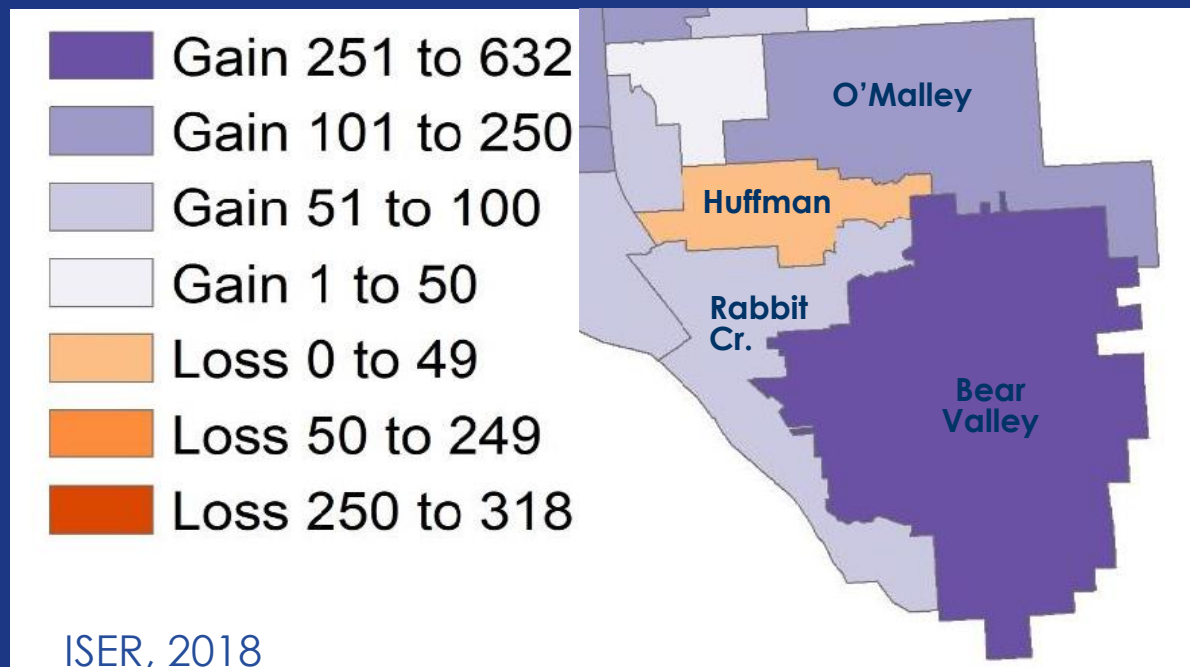 Gain 251 to 632
Gain 101 to 250
Gain 51 to 100
Gain 1 to 50
Loss 0 to 49
Loss 50 to 249
Loss 250 to 318
ISER, 2018
O’Malley
Huffman
Rabbit
Cr.
Bear
Valley